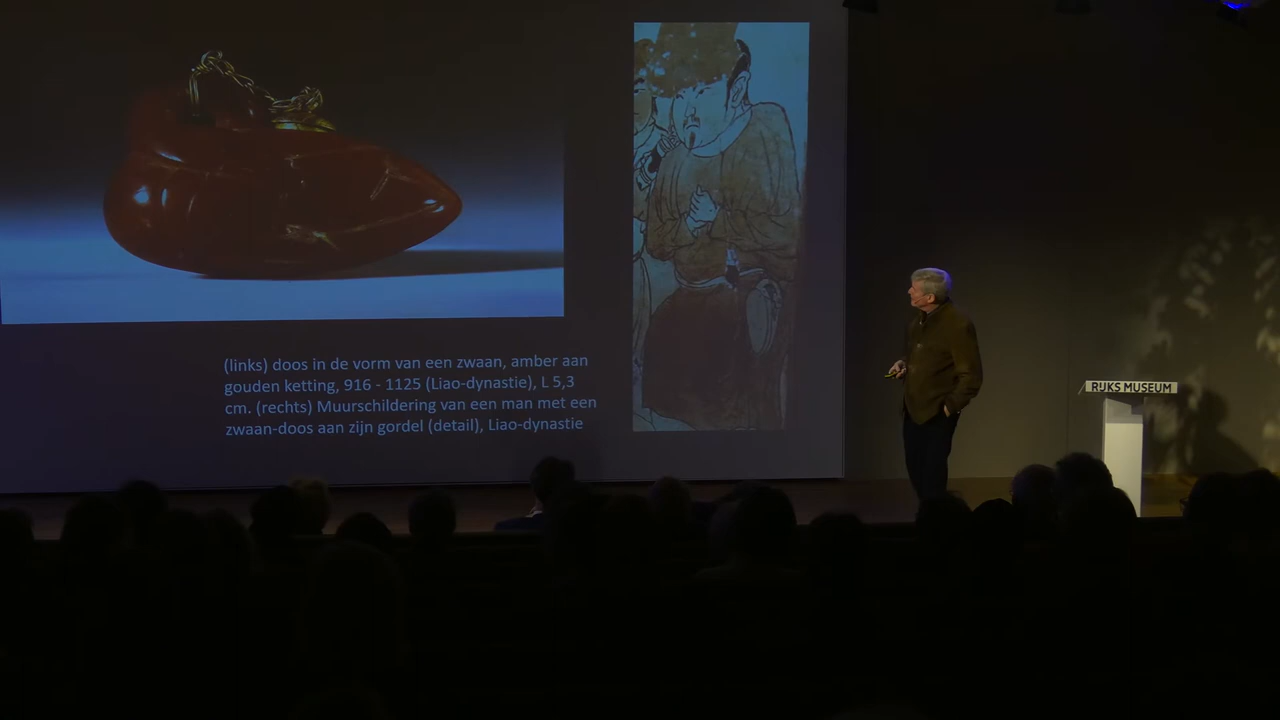 (links) doos in de vorm van een zwaan, amber aan
gouden ketting, 916 - 1125 (Liao-dynastie), L 5,3
cm. (rechts) Muurschildering van een man met een
zwaan-doos aan zijn gordel (detail), Liao-dynastie
RIJKS MUSEUM